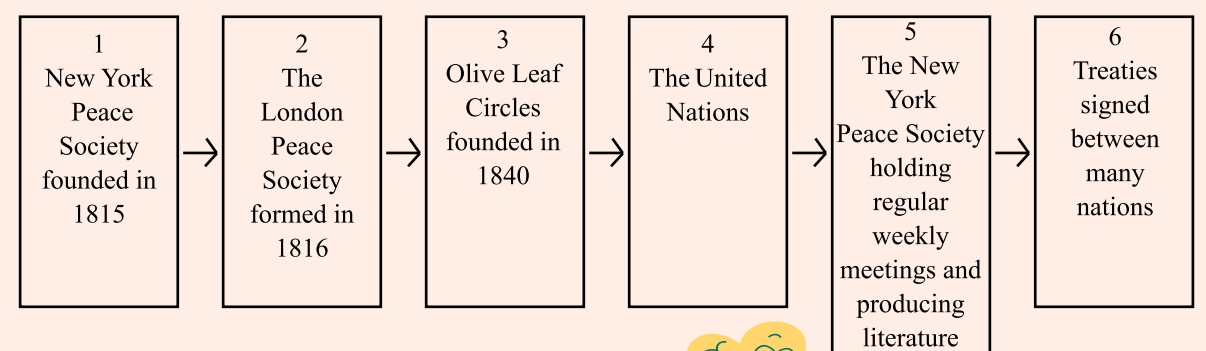 1
New York
Peace
Society
founded in
1815
2
The
London
Peace
Society
formed in
1816
3
Olive Leaf
Circles
founded in
1840
4
The United
Nations
5
The New
York
Peace Society
holding
regular
weekly
meetings and
producing
literature
6
Treaties
signed
between
many
nations